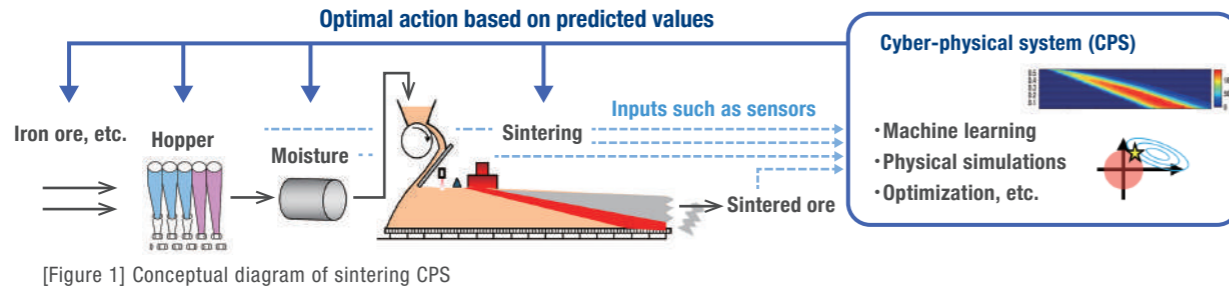 Optimal action based on predicted values
Cyber-physical system (CPS)
Inputs such as sensors
Iron ore, etc.
Hopper
Moisture
Sintering
Sintered ore
・Machine learning
・Physical simulations
・Optimization, etc.
[Figure 1] Conceptual diagram of sintering CPS